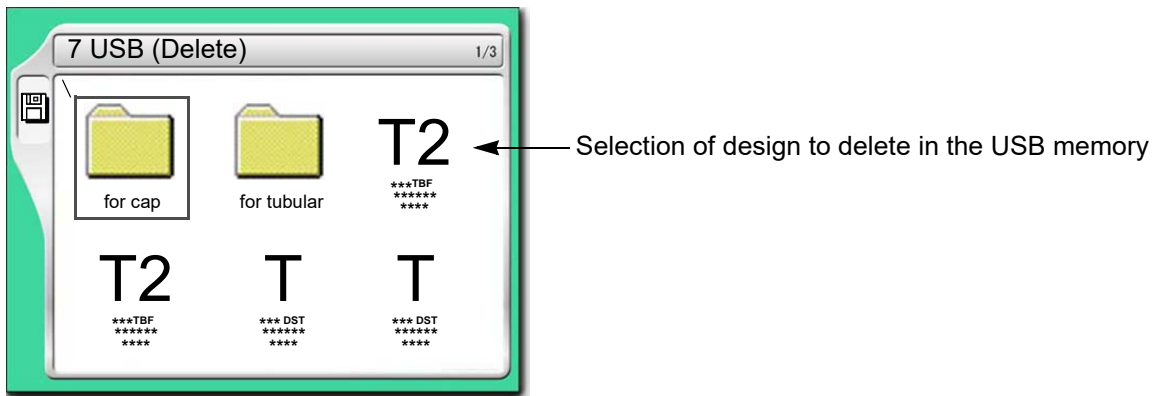 7 USB (Delete)
1/3
\
for cap
for tubular
T2
***TBF
******
****
Selection of design to delete in the USB memory
T2
***TBF
******
****
T
*** DST
******
****
T
*** DST
******
****